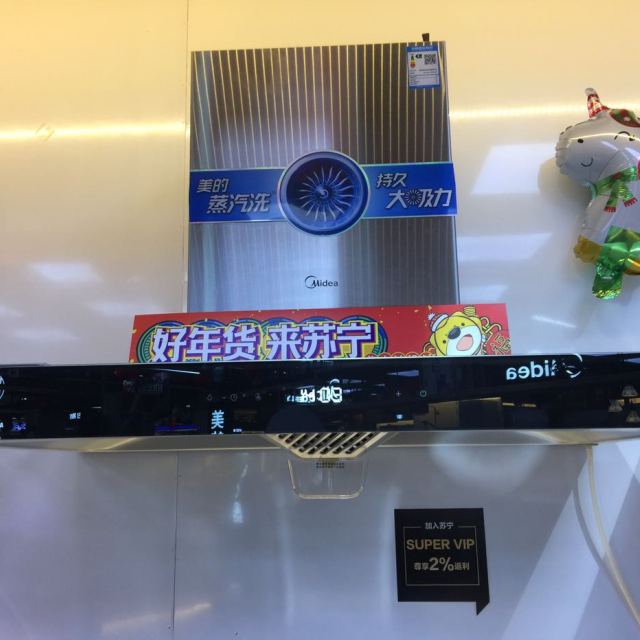 美的
蒸汽洗
持久
大吸力
Midea
好年货 来苏宁
Midea
美
加入苏宁
SUPER VIP
尊享2%返利